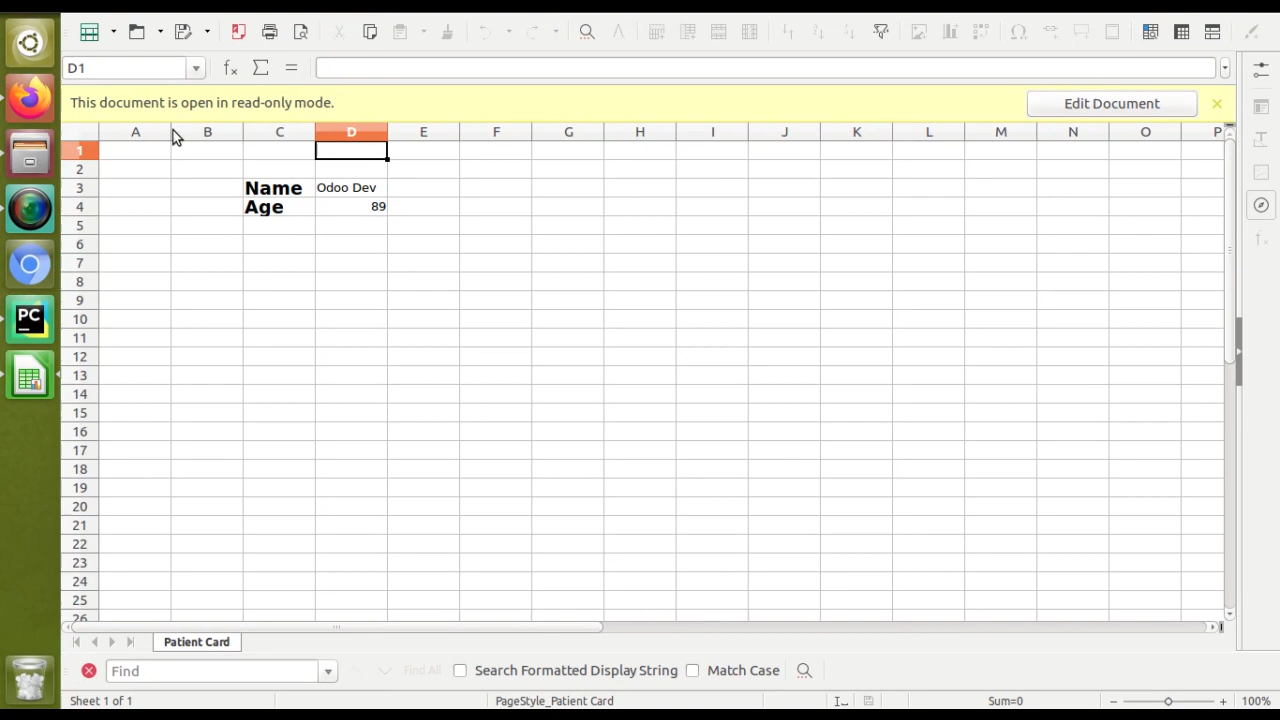 D1
This document is open in read-only mode.
Edit Document
A B C D E F G H I J K L M N O P
1
2
3 Name Odoo Dev
4 Age 89
5
6
7
8
9
10
11
12
13
14
15
16
17
18
19
20
21
22
23
24
25
26
Patient Card
Find
Find All
Search Formatted Display String
Match Case
Sheet 1 of 1
PageStyle_Patient Card
Sum=0
100%
PC